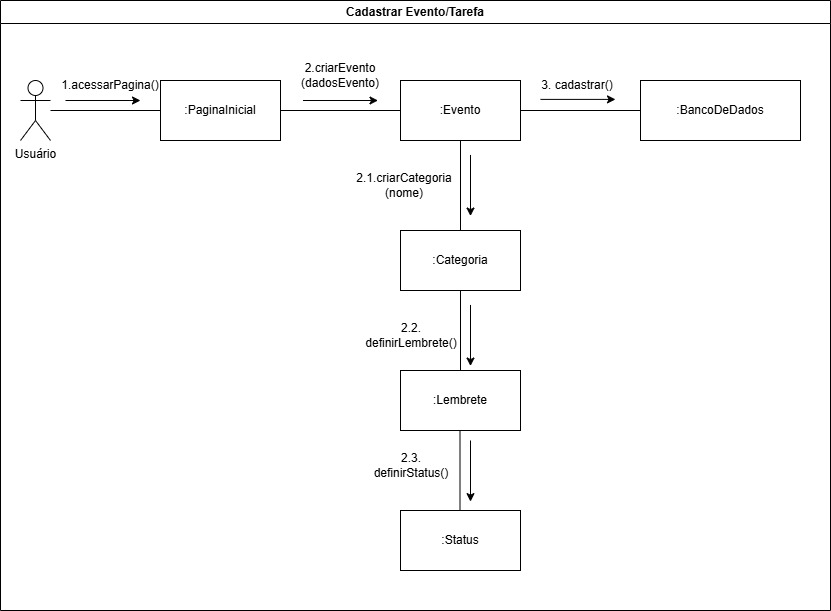 Cadastrar Evento/Tarefa
1.acessarPagina()
2.criarEvento
(dadosEvento)
3. cadastrar()
:PaginaInicial
:Evento
:BancoDeDados
Usuário
2.1.criarCategoria
(nome)
:Categoria
2.2.
definirLembrete()
:Lembrete
2.3.
definirStatus()
:Status